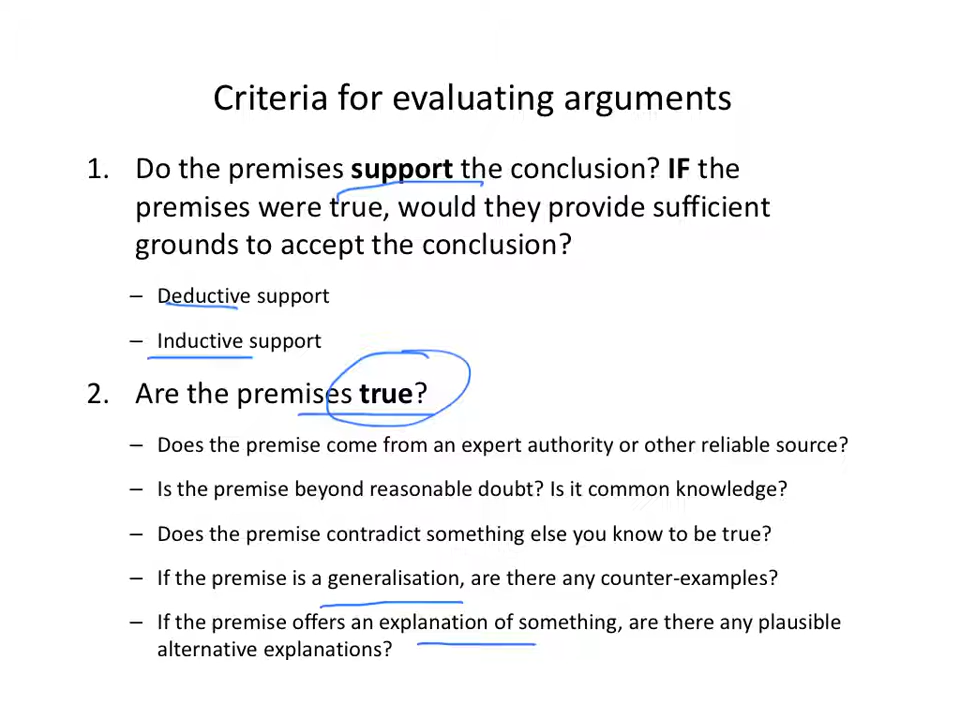 Criteria for evaluating arguments
1. Do the premises support the conclusion? IF the
premises were true, would they provide sufficient
grounds to accept the conclusion?
– Deductive support
– Inductive support
2. Are the premises true?
– Does the premise come from an expert authority or other reliable source?
– Is the premise beyond reasonable doubt? Is it common knowledge?
– Does the premise contradict something else you know to be true?
– If the premise is a generalisation, are there any counter-examples?
– If the premise offers an explanation of something, are there any plausible
alternative explanations?